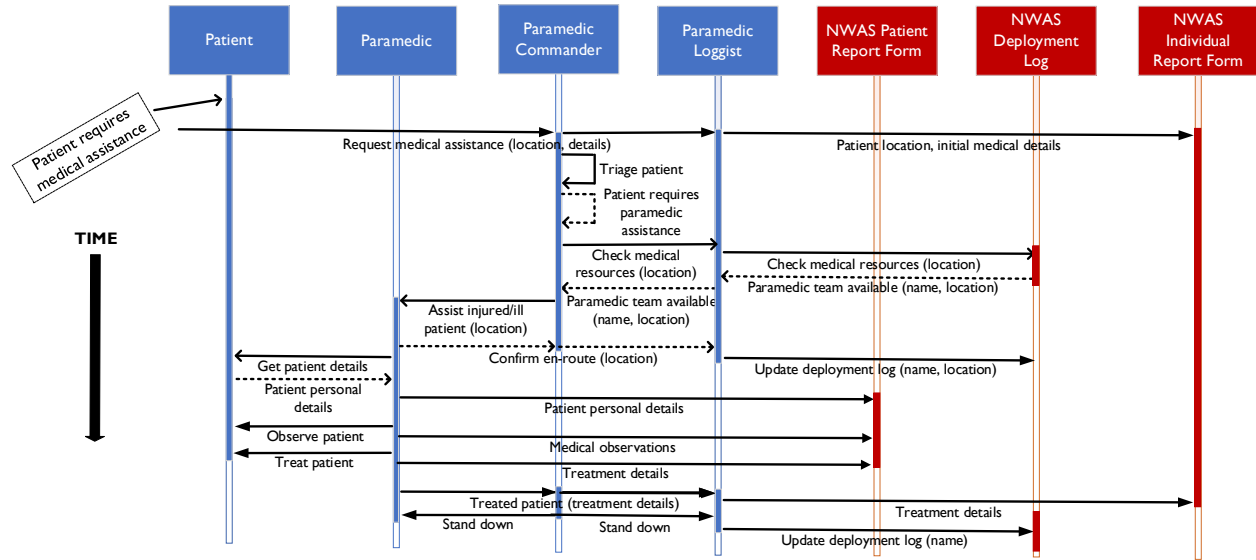 Patient
Paramedic
Paramedic
Commander
Paramedic
Loggist
NWAS Patient
Report Form
NWAS
Deployment
Log
NWAS
Individual
Report Form
Patient requires
medical assistance
Request medical assistance (location, details)
Patient location, initial medical details
Triage patient
Patient requires
paramedic
assistance
TIME
Check medical
resources (location)
Check medical resources (location)
Paramedic team available
(name, location)
Paramedic team available (name, location)
Assist injured/ill
patient (location)
Confirm en-route (location)
Get patient details
Update deployment log (name, location)
Patient personal
details
Patient personal details
Observe patient
Medical observations
Treat patient
Treatment details
Treated patient (treatment details)
Treatment details
Stand down
Stand down
Update deployment log (name)